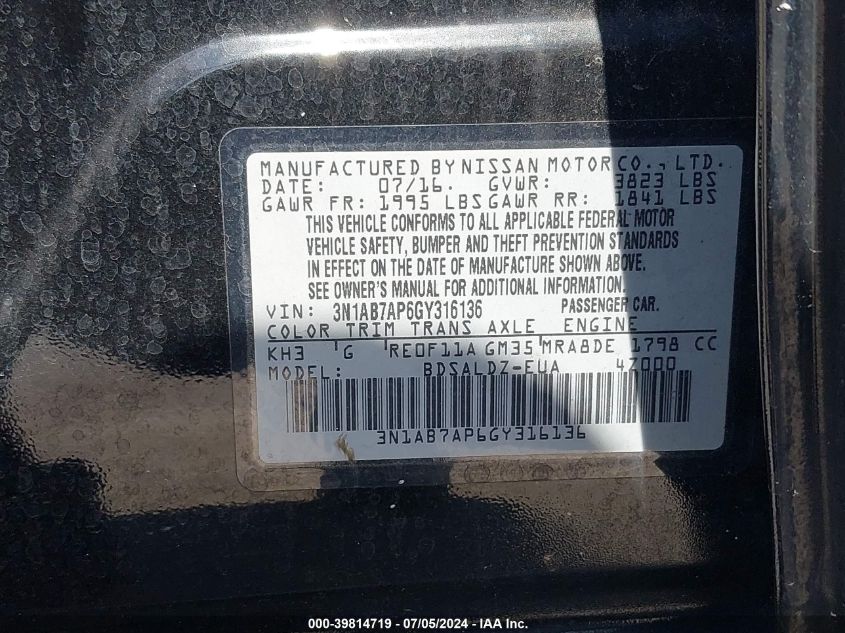 MANUFACTURED BY NISSAN MOTOR CO., LTD.
DATE: 07/16. GVWR: 3823 LBS
GAWR FR: 1995 LBS GAWR RR: 1841 LBS
THIS VEHICLE CONFORMS TO ALL APPLICABLE FEDERAL MOTOR
VEHICLE SAFETY, BUMPER AND THEFT PREVENTION STANDARDS
IN EFFECT ON THE DATE OF MANUFACTURE SHOWN ABOVE.
SEE OWNER'S MANUAL FOR ADDITIONAL INFORMATION.
VIN: 3N1AB7AP6GY316136 PASSENGER CAR.
COLOR TRIM TRANS AXLE ENGINE
KH3 G RE0F11A GM35 MRA8DE 1798 CC
MODEL: BDSALDZ-EUA 4Z000
3N1AB7AP6GY316136
000-39814719 - 07/05/2024 - IAA Inc.